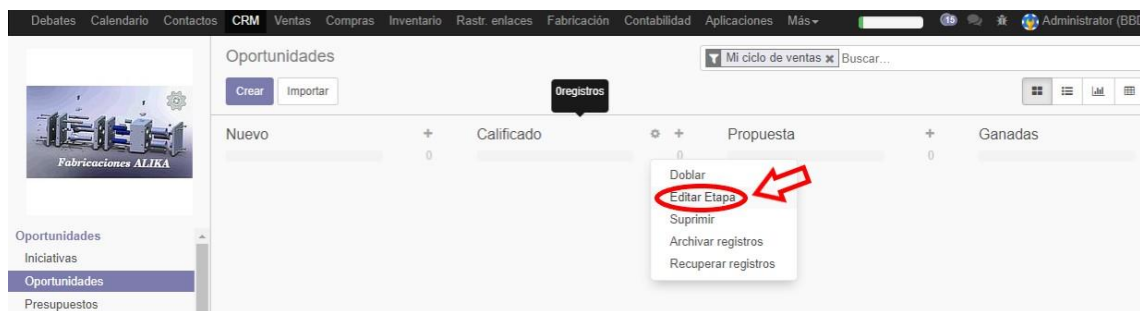 Debates Calendario Contactos CRM Ventas Compras Inventario Rastr. enlaces Fabricación Contabilidad Aplicaciones Más 15 Administrator (BBD
Oportunidades
Mi ciclo de ventas x Buscar...
Crear Importar
0registros
Fabricaciones ALIKA
Nuevo + Calificado + Propuesta + Ganadas
0 0 0
Doblar
Editar Etapa
Suprimir
Archivar registros
Recuperar registros
Oportunidades
Iniciativas
Oportunidades
Presupuestos